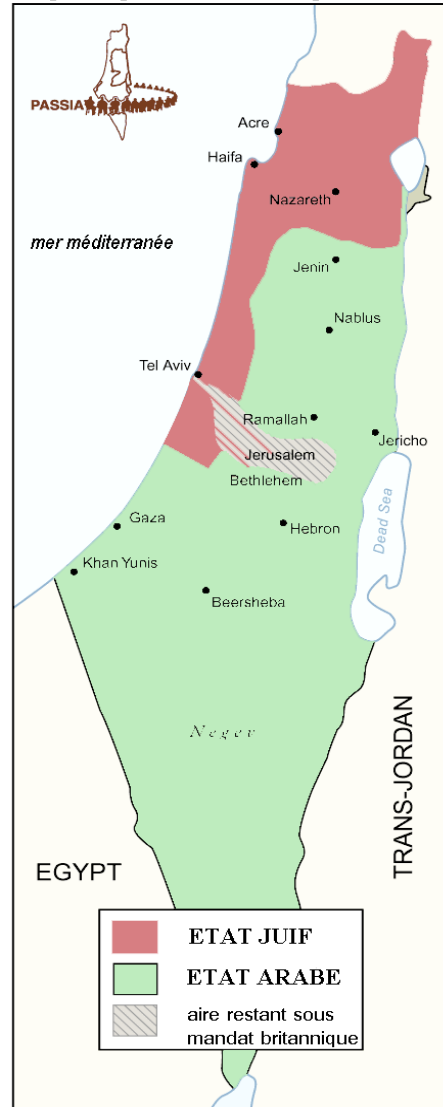 PASSIA
Acre
Haifa
Nazareth
mer méditerranée
Jenin
Nablus
Tel Aviv
Ramallah
Jericho
Jerusalem
Bethlehem
Dead Sea
Gaza
Hebron
Khan Yunis
Beersheba
Negev
TRANS-JORDAN
EGYPT
ETAT JUIF
ETAT ARABE
aire restant sous
mandat britannique